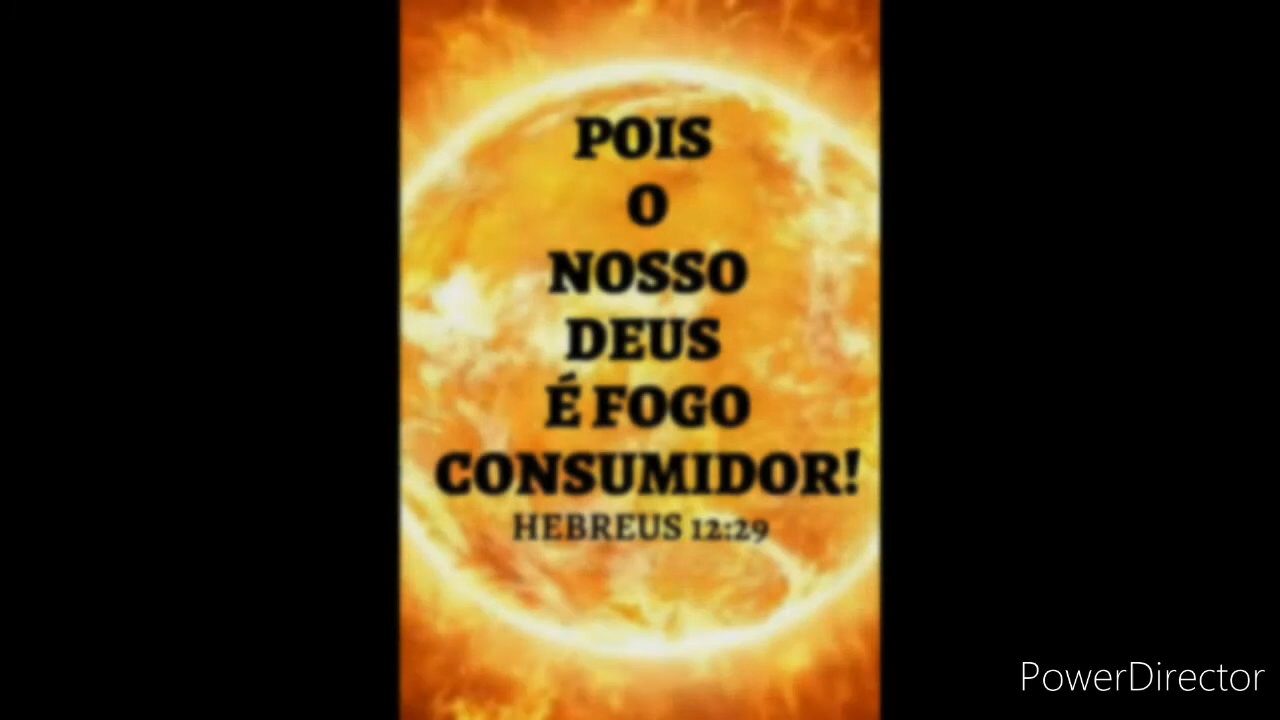 POIS
O
NOSSO
DEUS
É FOGO
CONSUMIDOR!
HEBREUS 12:29
PowerDirector